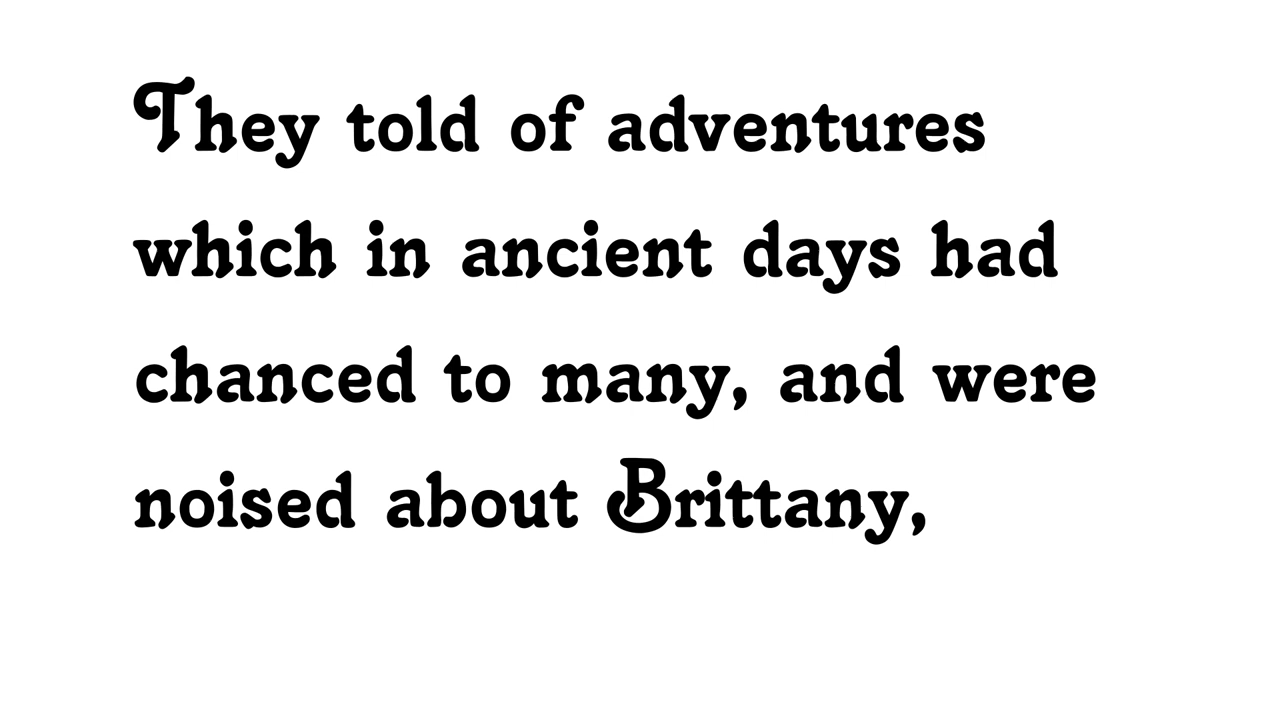 They told of adventures
which in ancient days had
chanced to many, and were
noised about Brittany,